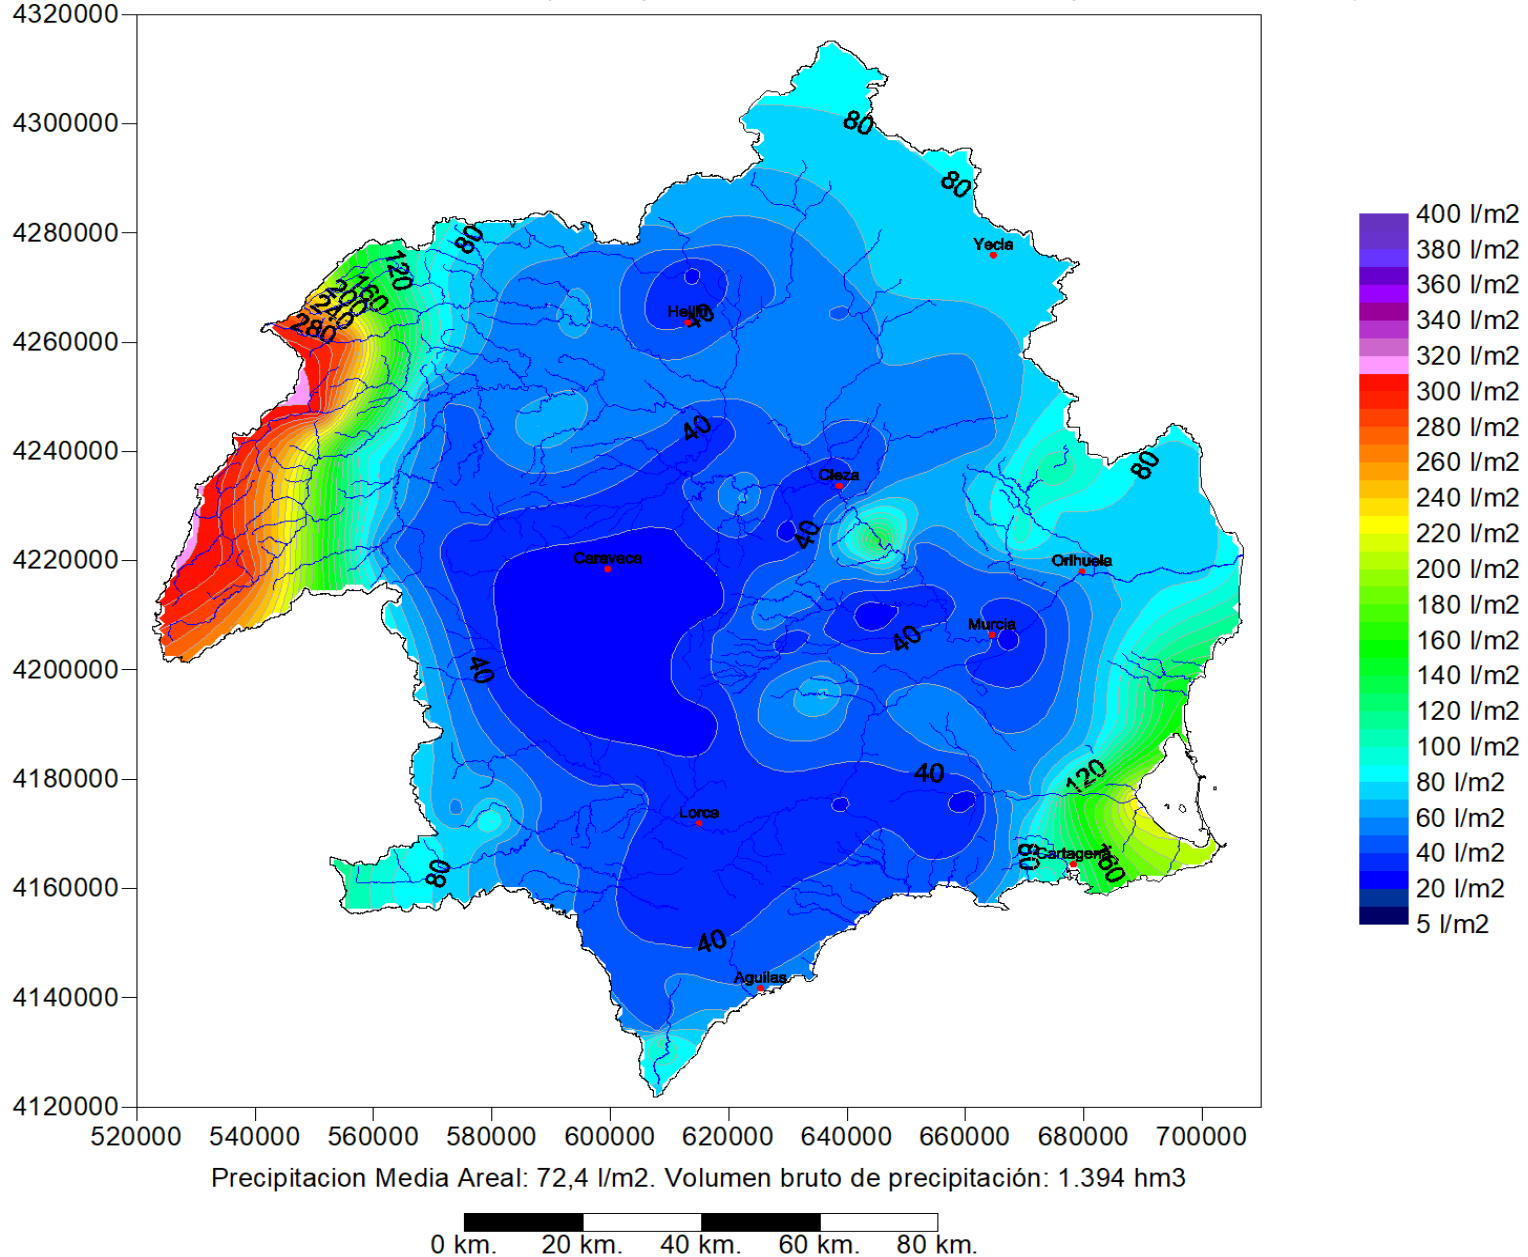 4320000
4300000
4280000
4260000
4240000
4220000
4200000
4180000
4160000
4140000
4120000
520000 540000 560000 580000 600000 620000 640000 660000 680000 700000
80
80
80
Yecla
120
160
200
240
280
Hellín
40
40
80
Cieza
40
Caravaca
Orihuela
Murcia
40
40
120
40
Lorca
80
Cartagena
160
80
40
Aguilas
400 l/m2
380 l/m2
360 l/m2
340 l/m2
320 l/m2
300 l/m2
280 l/m2
260 l/m2
240 l/m2
220 l/m2
200 l/m2
180 l/m2
160 l/m2
140 l/m2
120 l/m2
100 l/m2
80 l/m2
60 l/m2
40 l/m2
20 l/m2
5 l/m2
Precipitacion Media Areal: 72,4 l/m2. Volumen bruto de precipitación: 1.394 hm3
0 km. 20 km. 40 km. 60 km. 80 km.